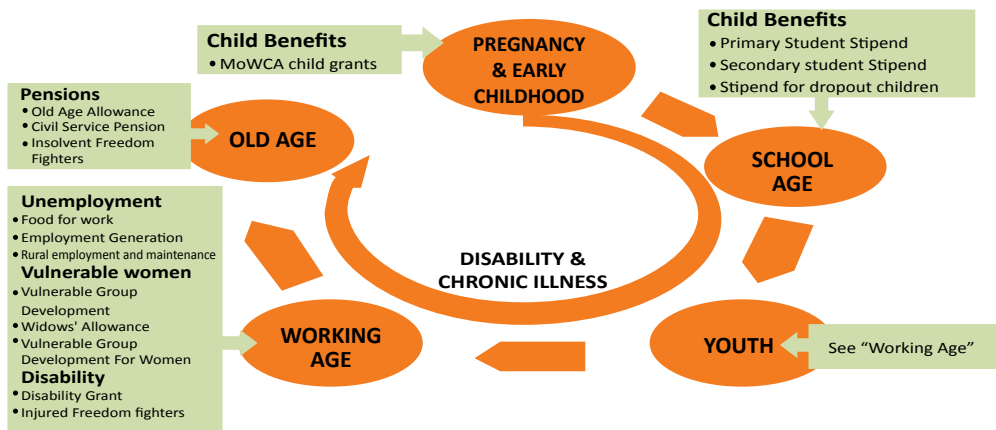 Child Benefits
• MoWCA child grants
PREGNANCY
& EARLY
CHILDHOOD
Child Benefits
• Primary Student Stipend
• Secondary student Stipend
• Stipend for dropout children
Pensions
• Old Age Allowance
• Civil Service Pension
• Insolvent Freedom
Fighters
OLD AGE
SCHOOL
AGE
Unemployment
• Food for work
• Employment Generation
• Rural employment and maintenance
Vulnerable women
• Vulnerable Group
Development
• Widows' Allowance
• Vulnerable Group
Development For Women
Disability
• Disability Grant
• Injured Freedom fighters
DISABILITY &
CHRONIC ILLNESS
WORKING
AGE
YOUTH
See “Working Age”